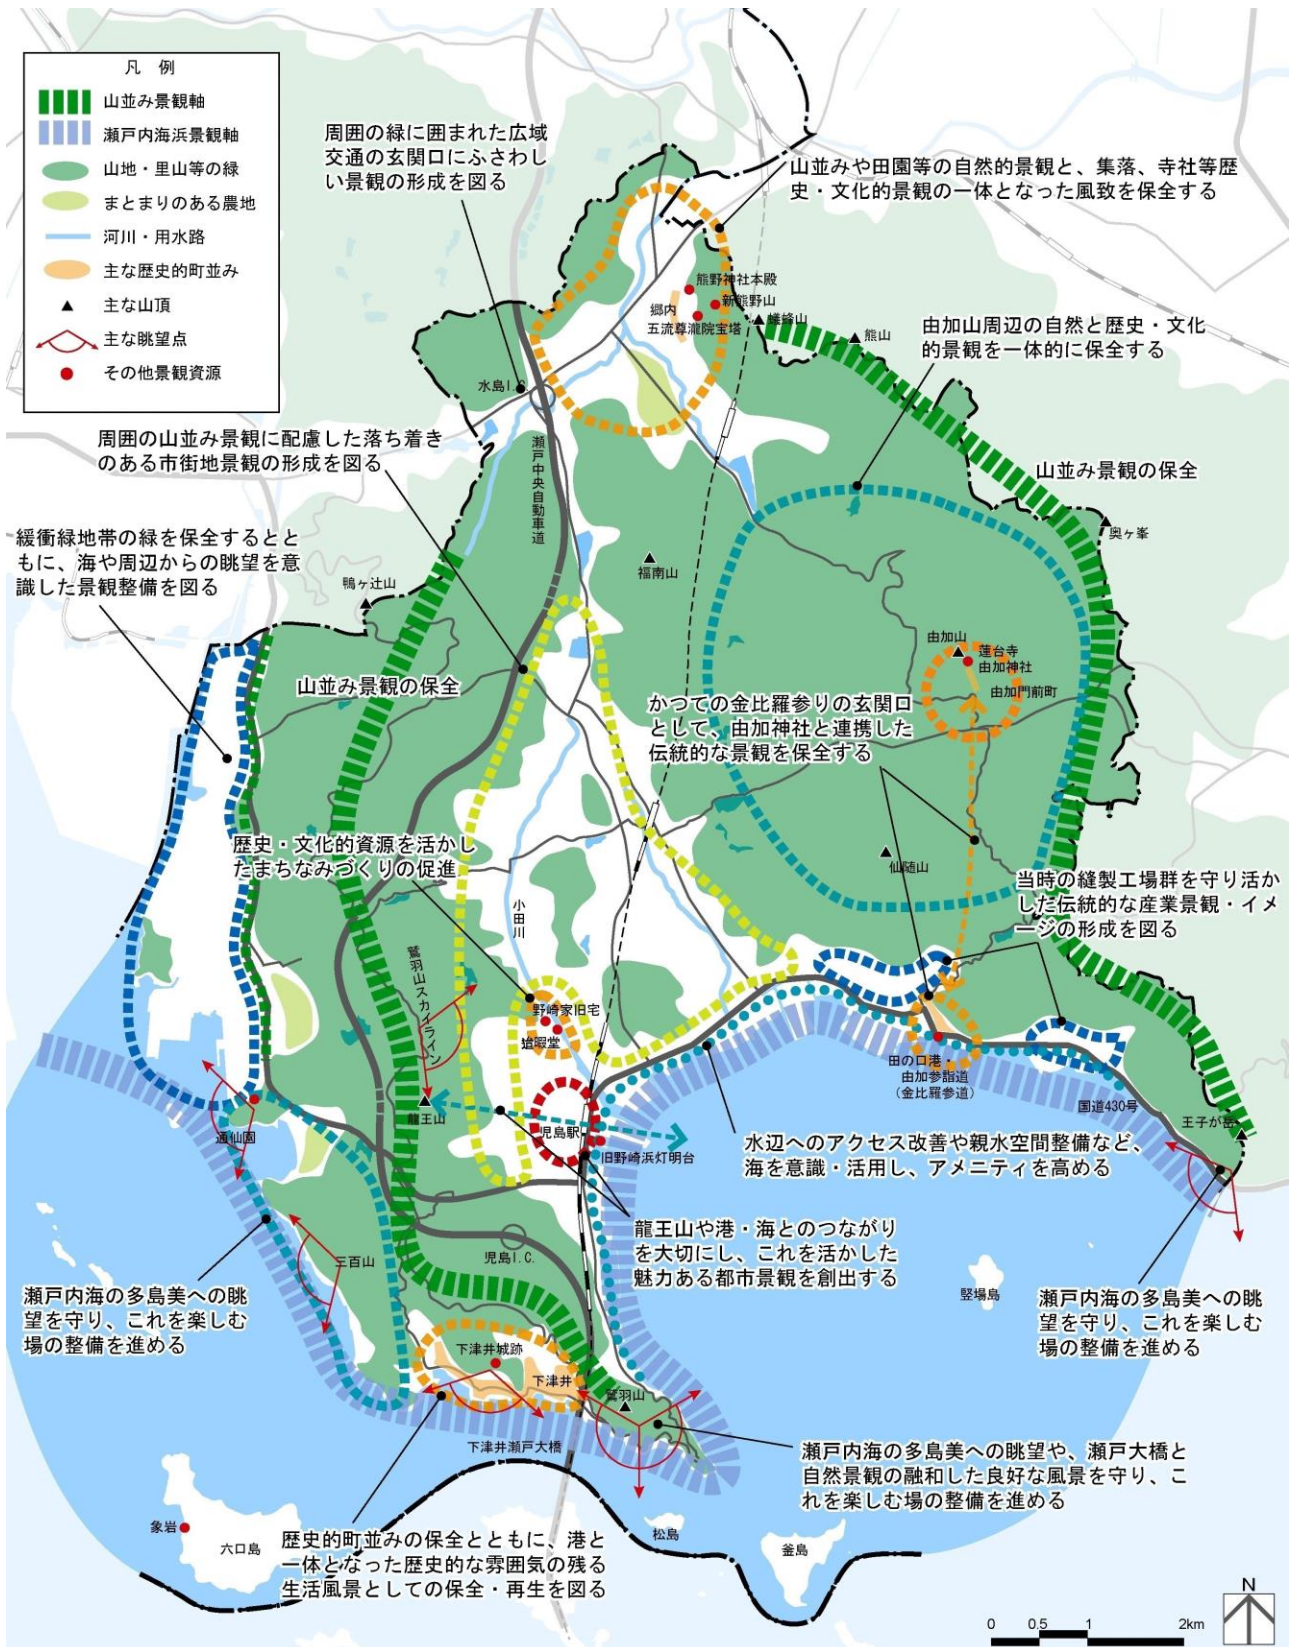 凡 例
山並み景観軸
瀬戸内海浜景観軸
山地・里山等の緑
まとまりのある農地
河川・用水路
主な歴史的町並み
主な山頂
主な眺望点
その他景観資源
周囲の緑に囲まれた広域
交通の玄関口にふさわし
い景観の形成を図る
山並みや田園等の自然的景観と、集落、寺社等歴
史・文化的景観の一体となった風致を保全する
熊野神社本殿
新熊野山
郷内
五流尊瀧院宝塔
蟻峰山
熊山
由加山周辺の自然と歴史・文化
的景観を一体的に保全する
水島I.C.
周囲の山並み景観に配慮した落ち着き
のある市街地景観の形成を図る
瀬戸中央自動車道
山並み景観の保全
奥ヶ峯
緩衝緑地帯の緑を保全するとと
もに、海や周辺からの眺望を意
識した景観整備を図る
鴨ヶ辻山
福南山
由加山
蓮台寺
由加神社
由加門前町
山並み景観の保全
かつての金比羅参りの玄関口
として、由加神社と連携した
伝統的な景観を保全する
歴史・文化的資源を活かし
たまちなみづくりの促進
仙随山
当時の縫製工場群を守り活か
した伝統的な産業景観・イメ
ージの形成を図る
小田川
鷲羽山スカイライン
野崎家旧宅
迨暇堂
田の口港・
由加参詣道
(金比羅参道)
国道430号
王子が岳
龍王山
通仙園
児島駅
旧野崎浜灯明台
水辺へのアクセス改善や親水空間整備など、
海を意識・活用し、アメニティを高める
龍王山や港・海とのつながり
を大切にし、これを活かした
魅力ある都市景観を創出する
児島I.C.
三百山
竪場島
瀬戸内海の多島美への眺
望を守り、これを楽しむ
場の整備を進める
瀬戸内海の多島美への眺
望を守り、これを楽しむ
場の整備を進める
下津井城跡
下津井
鷲羽山
下津井瀬戸大橋
瀬戸内海の多島美への眺望や、瀬戸大橋と
自然景観の融和した良好な風景を守り、こ
れを楽しむ場の整備を進める
象岩
六口島
歴史的町並みの保全とともに、港と
一体となった歴史的な雰囲気の残る
生活風景としての保全・再生を図る
松島
釜島
N
0 0.5 1 2km